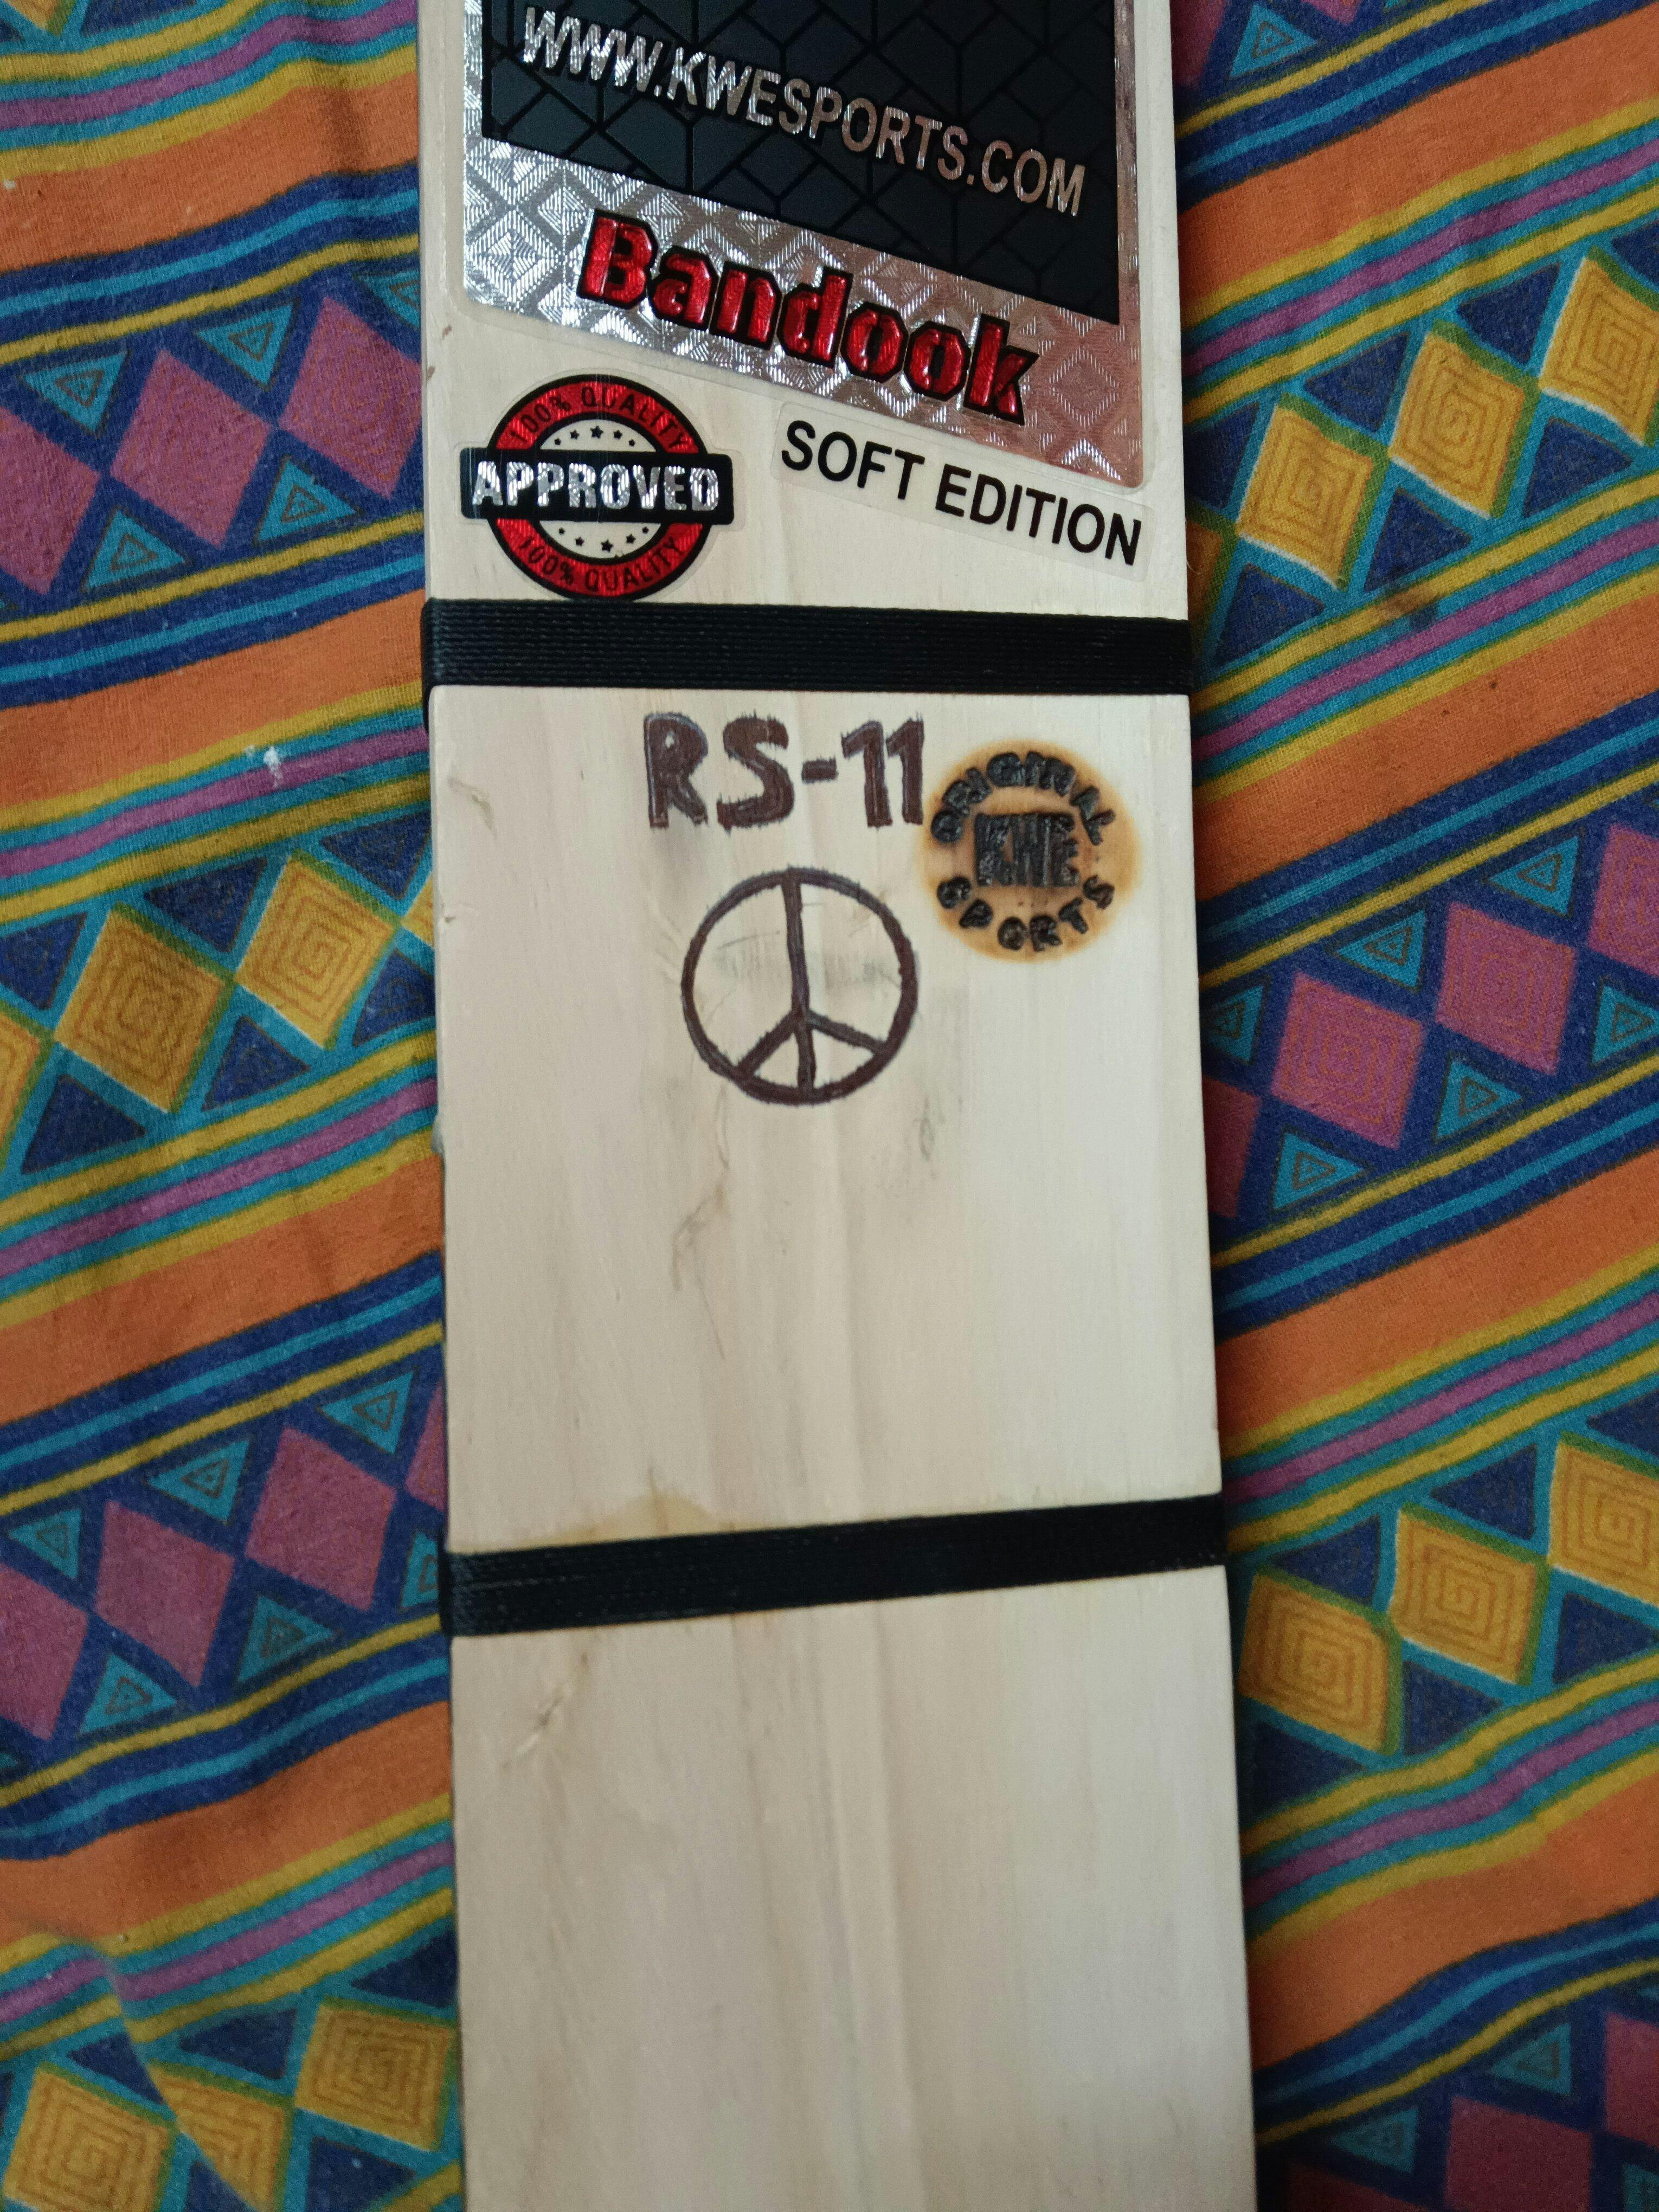 WWW.KWESPORTS.COM
Bandook
100% QUALITY
APPROVED
100% QUALITY
SOFT EDITION
RS-11
ORIGINAL
KWE
SPORTS